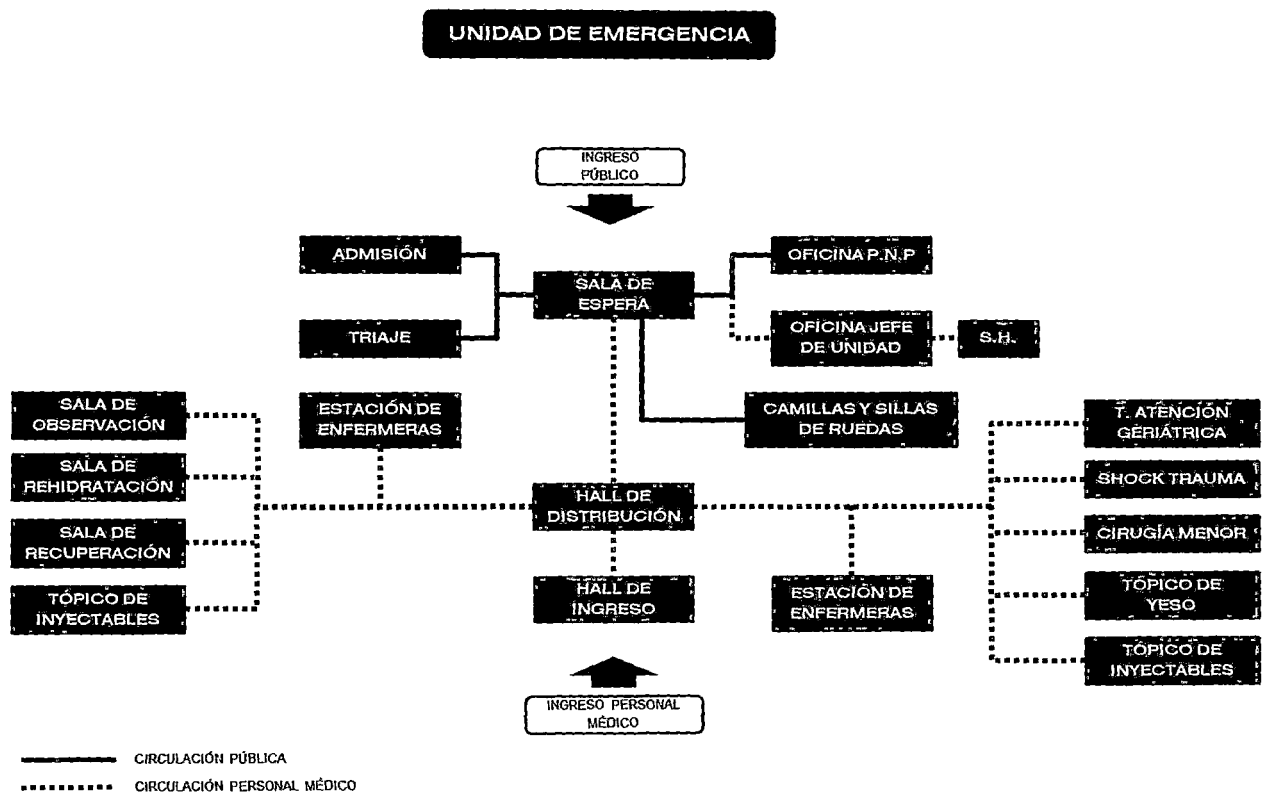 UNIDAD DE EMERGENCIA
INGRESO
PÚBLICO
ADMISIÓN
OFICINA P.N.P
SALA DE
ESPERA
TRIAJE
OFICINA JEFE
DE UNIDAD
S.H.
SALA DE
OBSERVACIÓN
ESTACIÓN DE
ENFERMERAS
CAMILLAS Y SILLAS
DE RUEDAS
T. ATENCIÓN
GERIÁTRICA
SALA DE
REHIDRATACIÓN
SHOCK TRAUMA
HALL DE
DISTRIBUCIÓN
SALA DE
RECUPERACIÓN
CIRUGÍA MENOR
HALL DE
INGRESO
ESTACIÓN DE
ENFERMERAS
TÓPICO DE
YESO
TÓPICO DE
INYECTABLES
TÓPICO DE
INYECTABLES
INGRESO PERSONAL
MÉDICO
CIRCULACIÓN PÚBLICA
CIRCULACIÓN PERSONAL MÉDICO